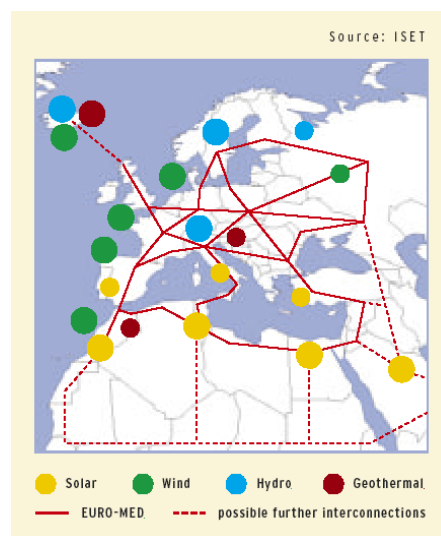 Source: ISET
Solar Wind Hydro Geothermal
EURO-MED possible further interconnections